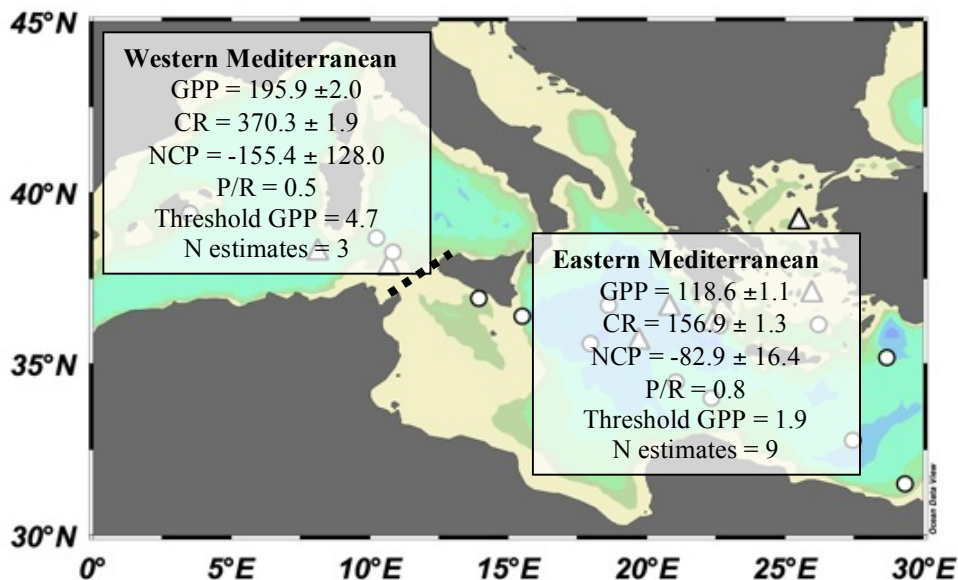 45°N
40°N
35°N
30°N
Western Mediterranean
GPP = 195.9 ±2.0
CR = 370.3 ± 1.9
NCP = -155.4 ± 128.0
P/R = 0.5
Threshold GPP = 4.7
N estimates = 3
Eastern Mediterranean
GPP = 118.6 ±1.1
CR = 156.9 ± 1.3
NCP = -82.9 ± 16.4
P/R = 0.8
Threshold GPP = 1.9
N estimates = 9
Ocean Data View
0° 5°E 10°E 15°E 20°E 25°E 30°E